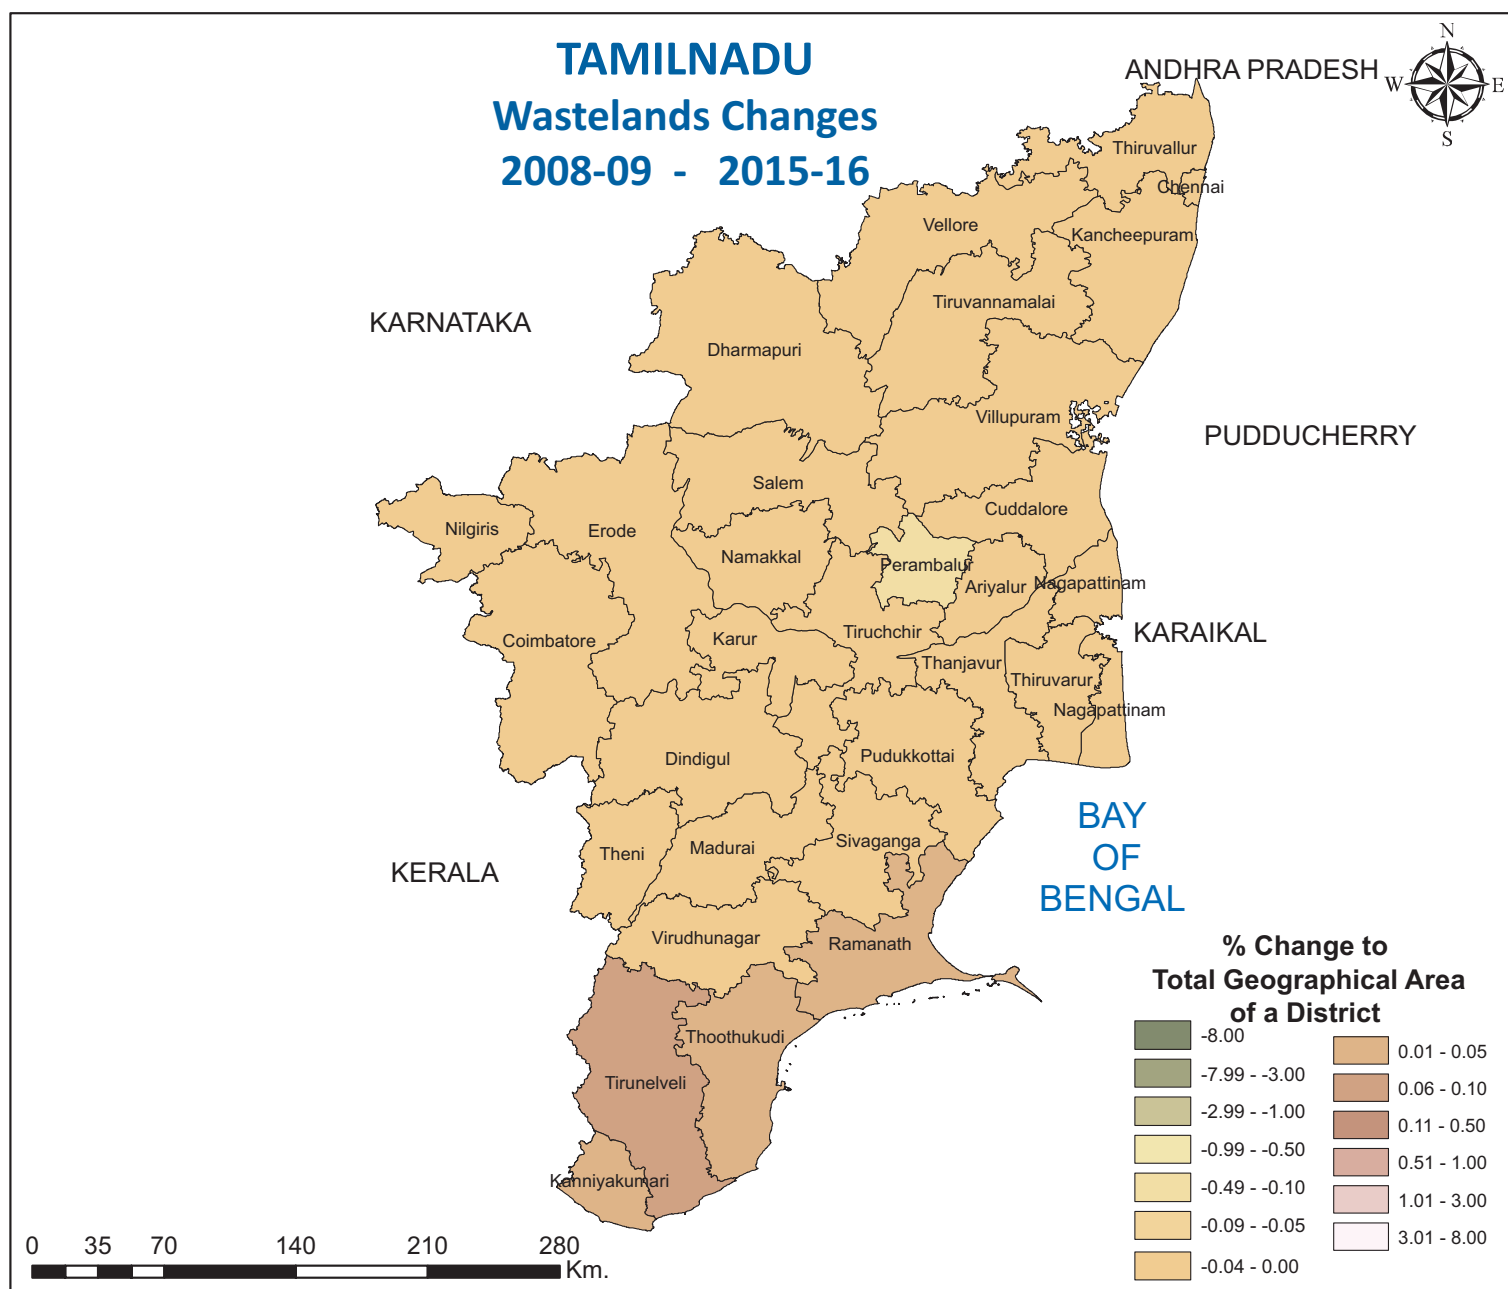 TAMILNADU
Wastelands Changes
2008-09 - 2015-16
N
W
E
S
ANDHRA PRADESH
KARNATAKA
PUDDUCHERRY
KARAIKAL
KERALA
BAY
OF
BENGAL
Thiruvallur
Chennai
Vellore
Kancheepuram
Tiruvannamalai
Dharmapuri
Villupuram
Salem
Cuddalore
Nilgiris
Erode
Namakkal
Perambalur
Ariyalur
Nagapattinam
Coimbatore
Karur
Tiruchchir
Thanjavur
Thiruvarur
Nagapattinam
Dindigul
Pudukkottai
Theni
Madurai
Sivaganga
Virudhunagar
Ramanath
Thoothukudi
Tirunelveli
Kanniyakumari
% Change to
Total Geographical Area
of a District
-8.00
-7.99 - -3.00
-2.99 - -1.00
-0.99 - -0.50
-0.49 - -0.10
-0.09 - -0.05
-0.04 - 0.00
0.01 - 0.05
0.06 - 0.10
0.11 - 0.50
0.51 - 1.00
1.01 - 3.00
3.01 - 8.00
0 35 70 140 210 280
Km.